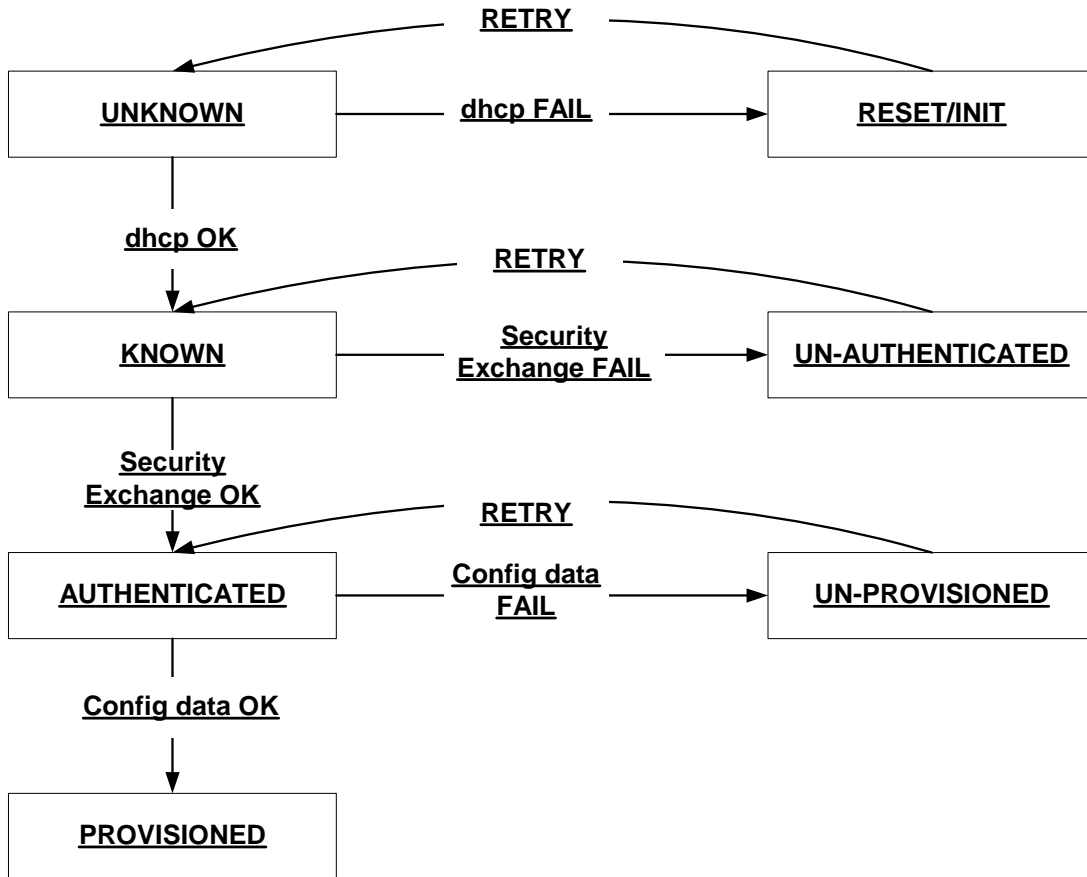 RETRY
UNKNOWN
dhcp FAIL
RESET/INIT
dhcp OK
RETRY
KNOWN
Security
Exchange FAIL
UN-AUTHENTICATED
Security
Exchange OK
RETRY
AUTHENTICATED
Config data
FAIL
UN-PROVISIONED
Config data OK
PROVISIONED